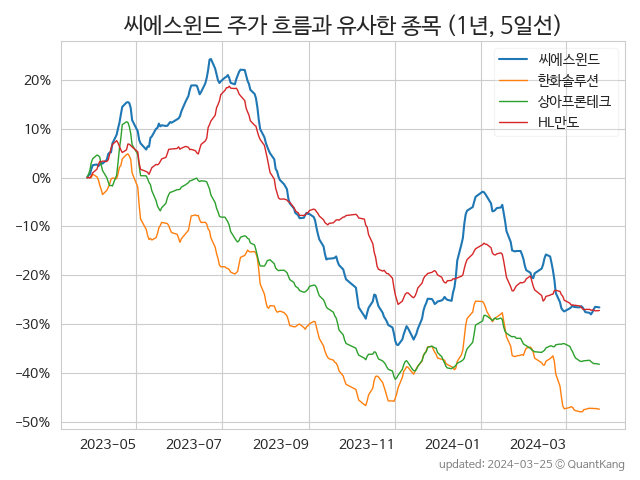 씨에스윈드 주가 흐름과 유사한 종목 (1년, 5일선)
씨에스윈드
한화솔루션
상아프론테크
HL만도
20%
10%
0%
-10%
-20%
-30%
-40%
-50%
2023-05 2023-07 2023-09 2023-11 2024-01 2024-03
updated: 2024-03-25 © QuantKang